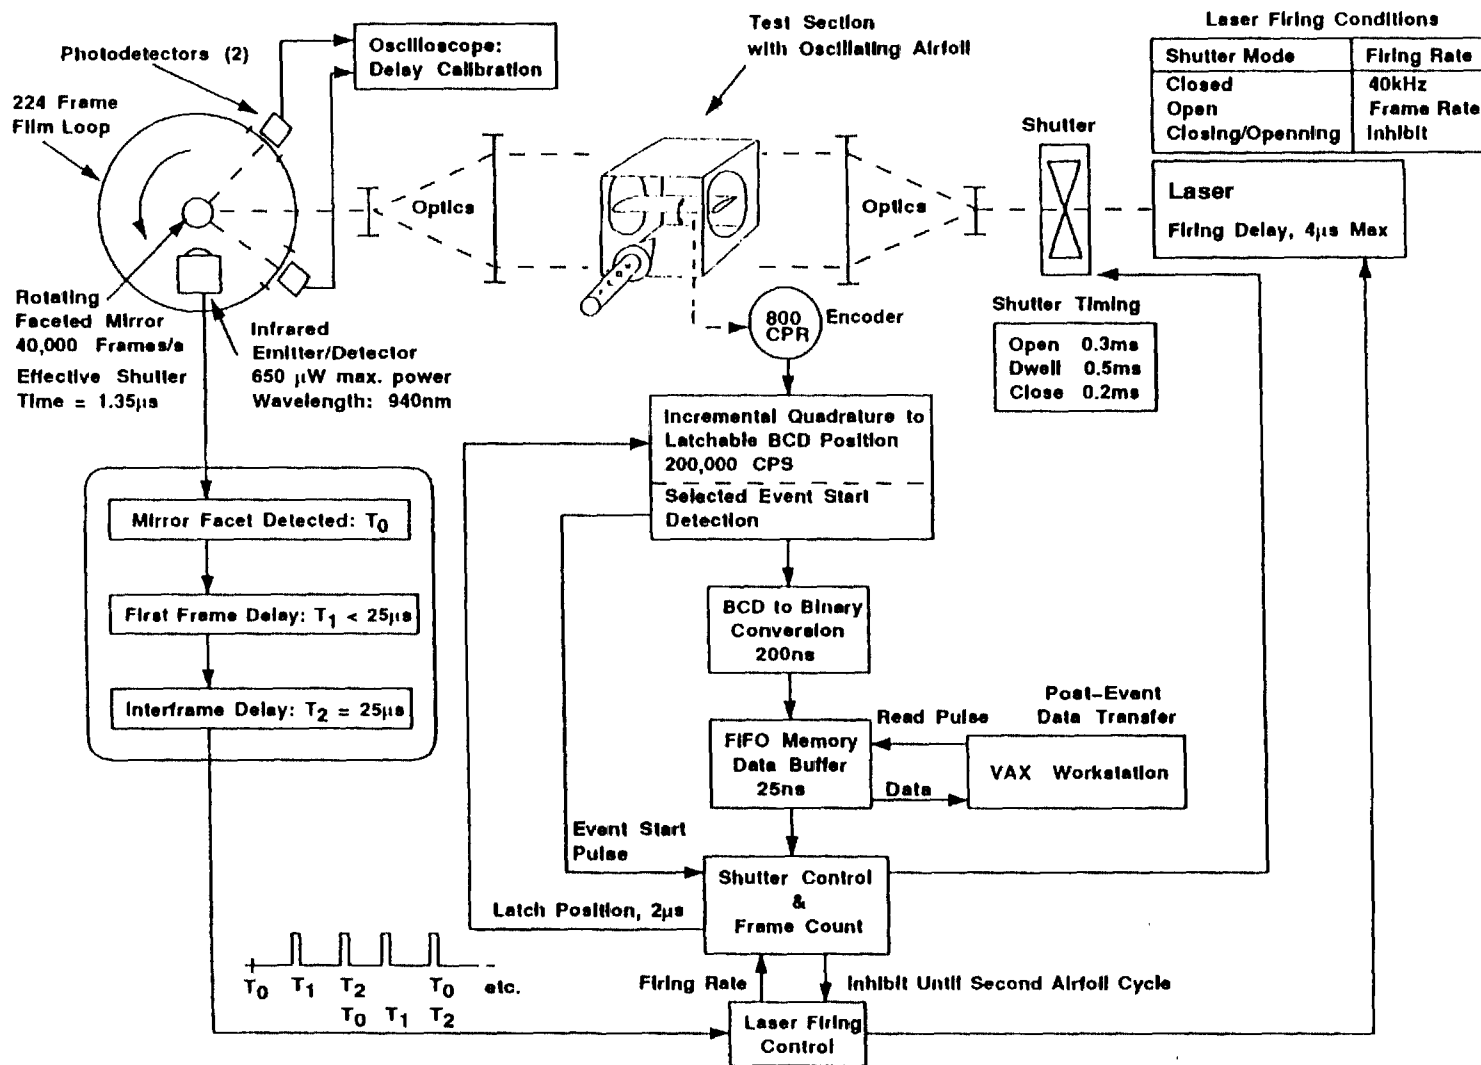 Photodetectors (2)
224 Frame
Film Loop
Oscilloscope:
Delay Calibration
Test Section
with Oscillating Airfoil
Laser Firing Conditions
Shutter Mode Firing Rate
Closed 40kHz
Open Frame Rate
Closing/Openning Inhibit
Shutter
Optics
Optics
Laser
Firing Delay, 4µs Max
Rotating
Faceted Mirror
40,000 Frames/s
Effective Shutter
Time = 1.35µs
Infrared
Emitter/Detector
650 µW max. power
Wavelength: 940nm
800
CPR
Encoder
Shutter Timing
Open 0.3ms
Dwell 0.5ms
Close 0.2ms
Incremental Quadrature to
Latchable BCD Position
200,000 CPS
Selected Event Start
Detection
Mirror Facet Detected: T0
First Frame Delay: T1 < 25µs
Interframe Delay: T2 = 25µs
BCD to Binary
Conversion
200ns
FIFO Memory
Data Buffer
25ns
Read Pulse
Post-Event
Data Transfer
VAX Workstation
Data
Event Start
Pulse
Shutter Control
&
Frame Count
Latch Position, 2µs
T0 T1 T2 T0 etc.
T0 T1 T2
Firing Rate
Inhibit Until Second Airfoil Cycle
Laser Firing
Control